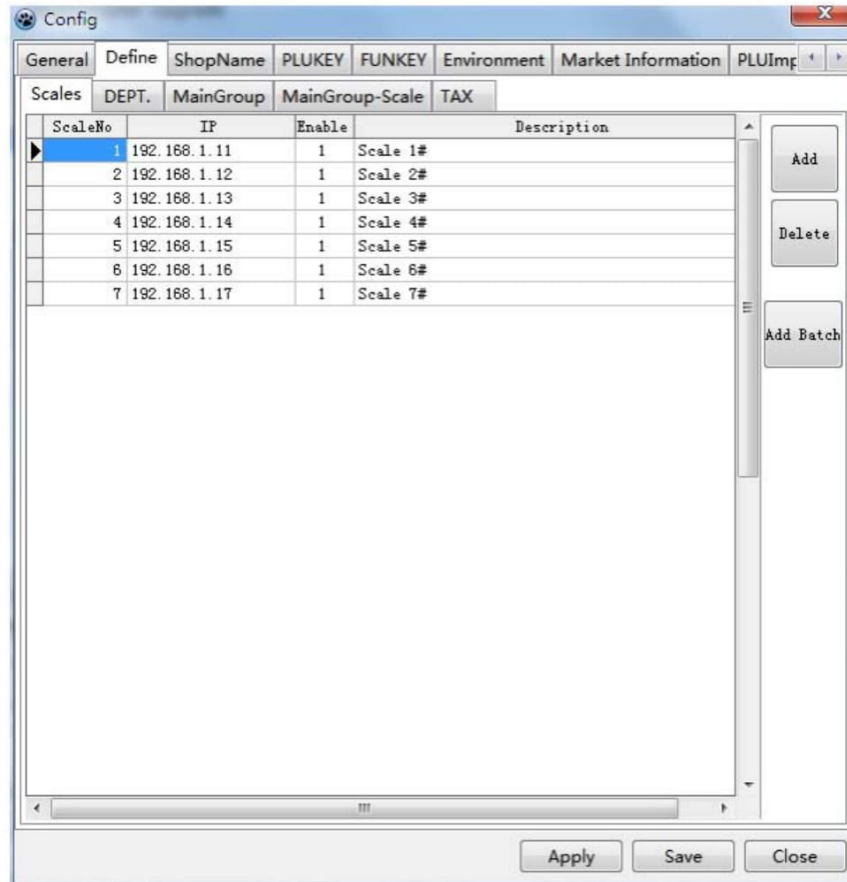 Config
General Define ShopName PLUKEY FUNKEY Environment Market Information PLUImp
Scales DEPT. MainGroup MainGroup-Scale TAX
ScaleNo IP Enable Description
1 192.168.1.11 1 Scale 1#
2 192.168.1.12 1 Scale 2#
3 192.168.1.13 1 Scale 3#
4 192.168.1.14 1 Scale 4#
5 192.168.1.15 1 Scale 5#
6 192.168.1.16 1 Scale 6#
7 192.168.1.17 1 Scale 7#
Add
Delete
Add Batch
Apply Save Close